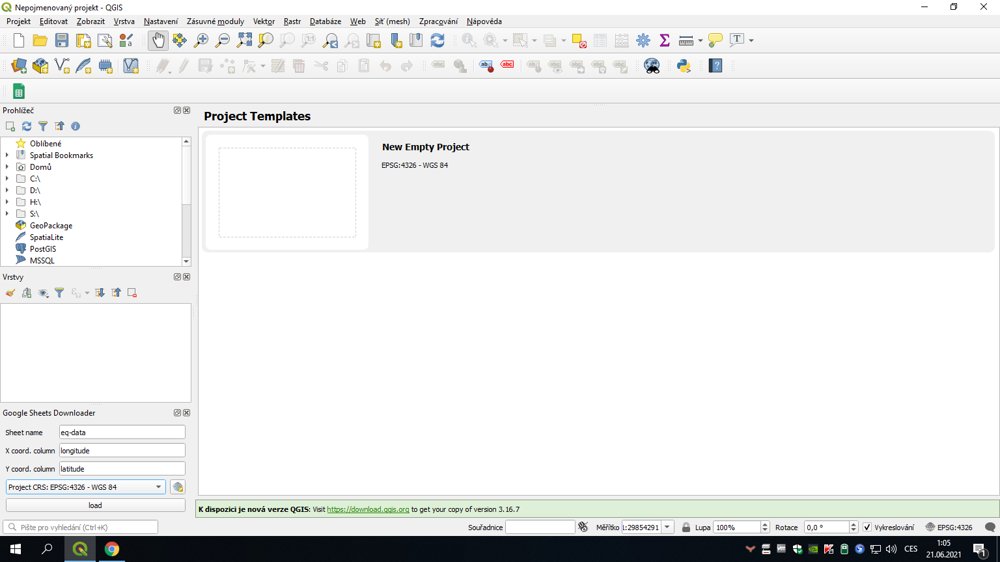 Nepojmenovaný projekt - QGIS
Projekt Editovat Zobrazit Vrstva Nastavení Zásuvné moduly Vektor Rastr Databáze Web Síť (mesh) Zpracování Nápověda
Prohlížeč
Oblíbené
Spatial Bookmarks
Domů
C:\
D:\
H:\
S:\
GeoPackage
SpatiaLite
PostGIS
MSSQL
Vrstvy
Google Sheets Downloader
Sheet name eq-data
X coord. column longitude
Y coord. column latitude
Project CRS: EPSG:4326 - WGS 84
load
Project Templates
New Empty Project
EPSG:4326 - WGS 84
K dispozici je nová verze QGIS: Visit https://download.qgis.org to get your copy of version 3.16.7
Pište pro vyhledání (Ctrl+K) Souřadnice Měřítko 1:29854291 Lupa 100% Rotace 0,0 ° Vykreslování EPSG:4326
CES
1:05
21.06.2021
1